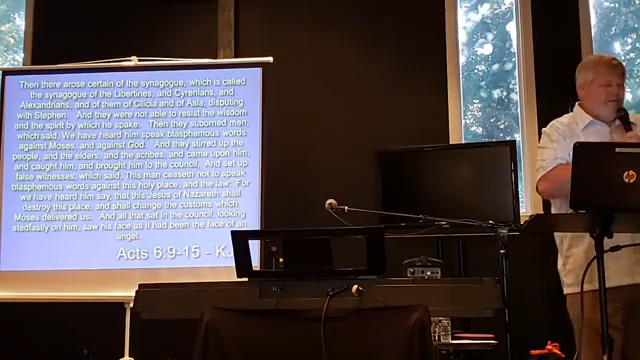 Then there arose certain of the synagogue, which is called
the synagogue of the Libertines, and Cyrenians, and
Alexandrians, and of them of Cilicia and of Asia, disputing
with Stephen. And they were not able to resist the wisdom
and the spirit by which he spake. Then they suborned men,
which said, We have heard him speak blasphemous words
against Moses, and against God. And they stirred up the
people, and the elders, and the scribes, and came upon him,
and caught him, and brought him to the council, And set up
false witnesses, which said, This man ceaseth not to speak
blasphemous words against this holy place, and the law: For
we have heard him say, that this Jesus of Nazareth shall
destroy this place, and shall change the customs which
Moses delivered us. And all that sat in the council, looking
stedfastly on him, saw his face as it had been the face of an
angel.
Acts 6:9-15 - KJ
hp